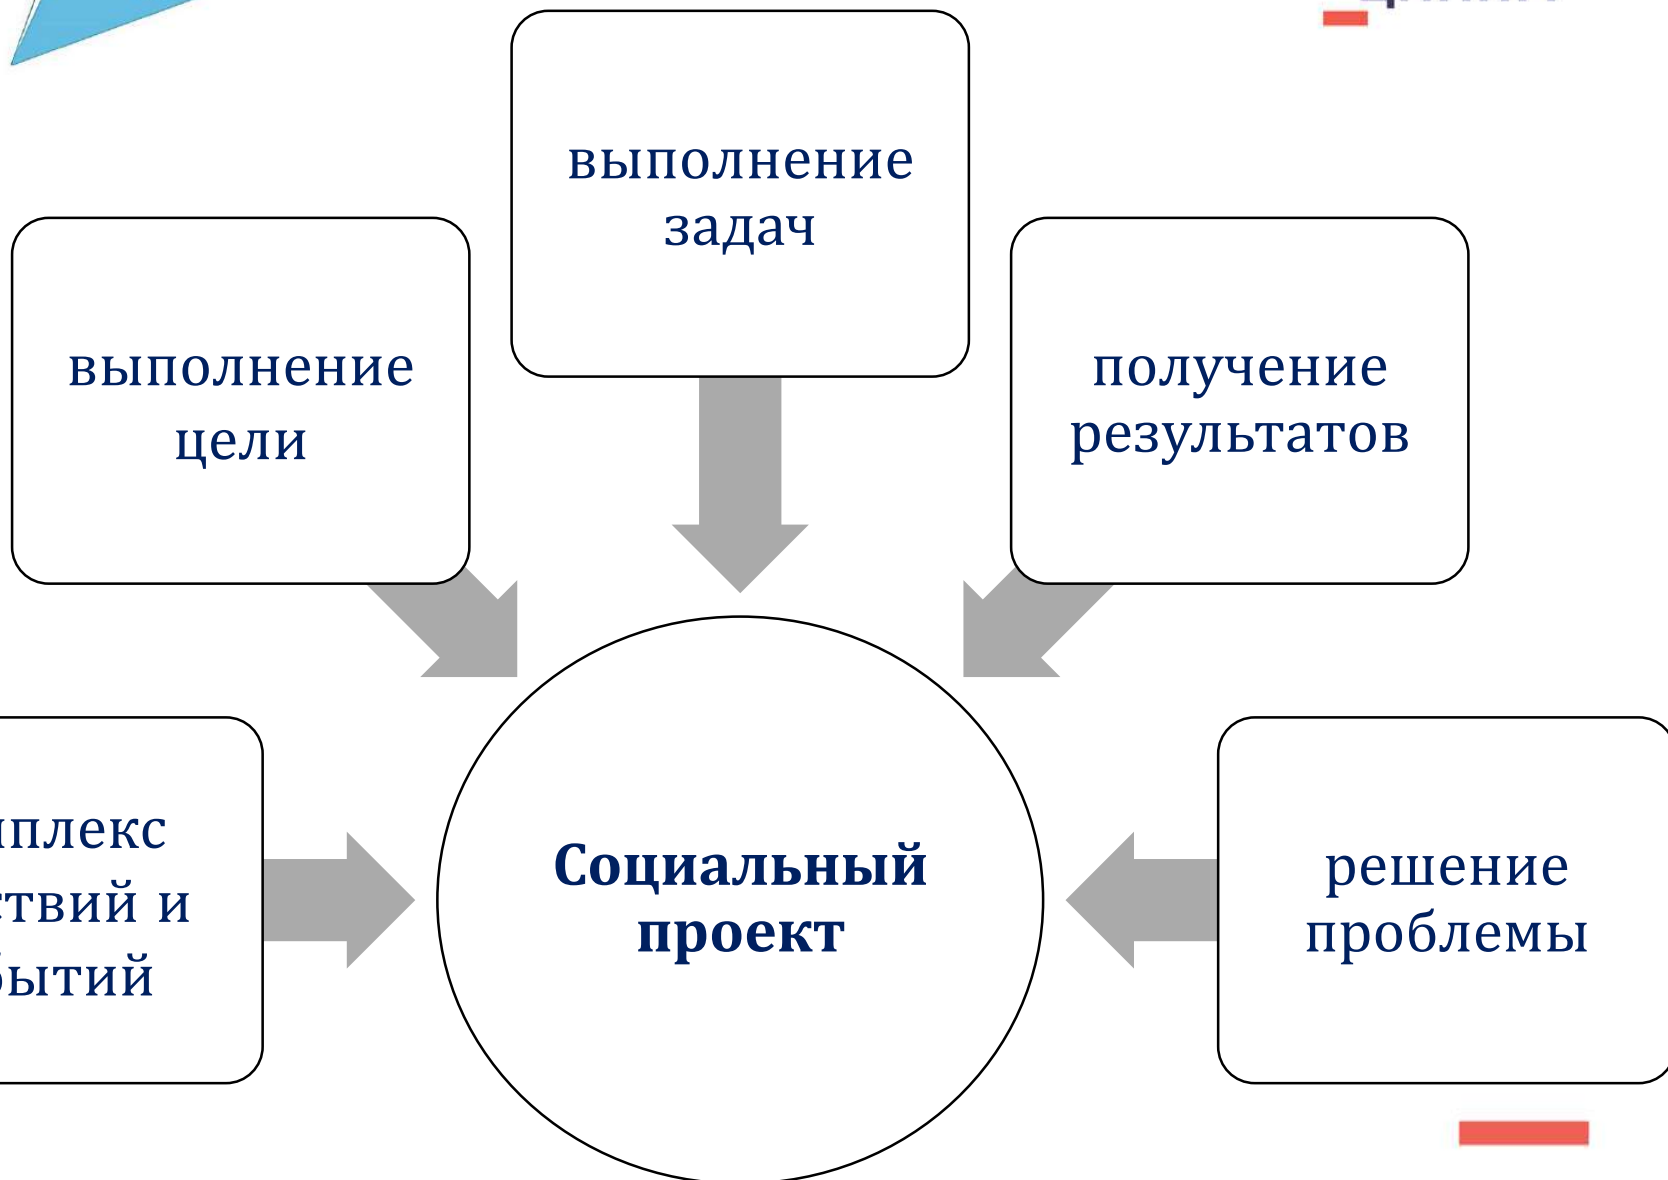 выполнение
задач
выполнение
цели
получение
результатов
и
Социальный
проект
решение
проблемы